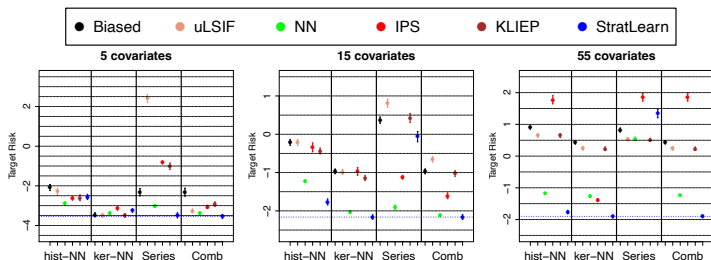 Biased uLSIF NN IPS KLIEP StratLearn
5 covariates
Target Risk
2
0
−2
−4
hist−NN ker−NN Series Comb
15 covariates
Target Risk
1
0
−1
−2
hist−NN ker−NN Series Comb
55 covariates
Target Risk
2
1
0
−1
−2
hist−NN ker−NN Series Comb